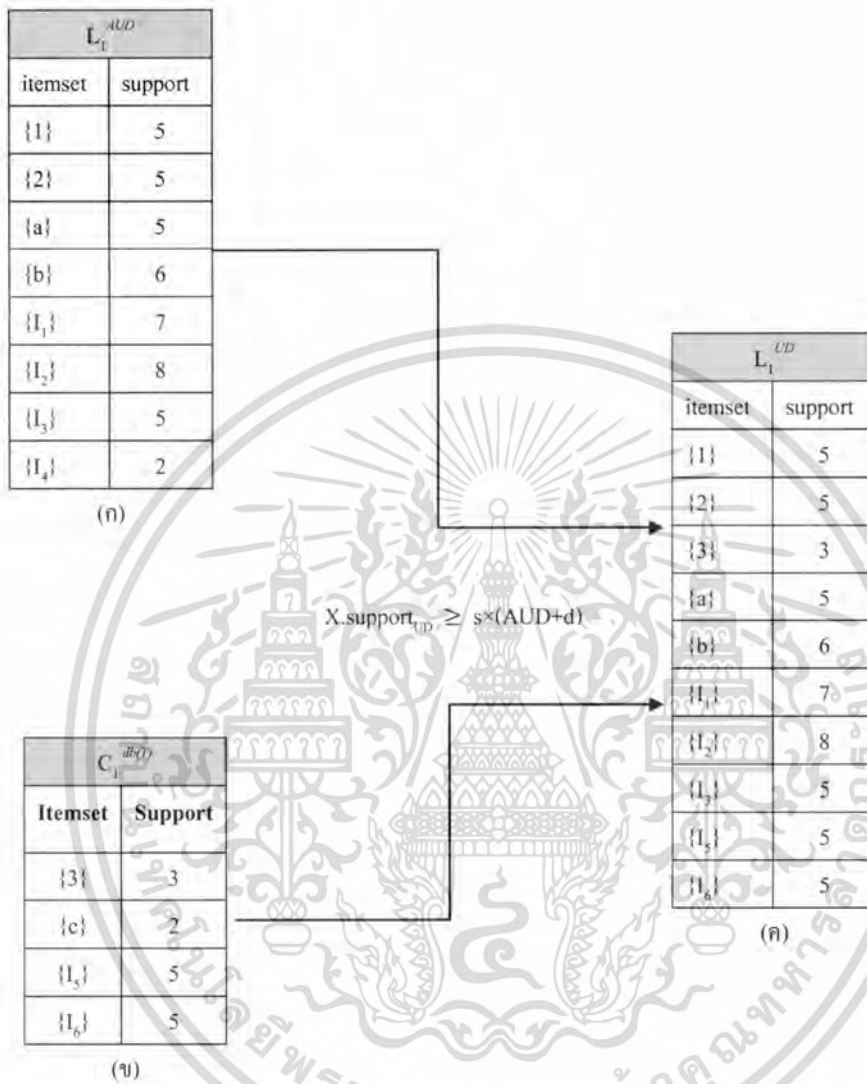 L₁^AUD
itemset support
{1} 5
{2} 5
{a} 5
{b} 6
{I₁} 7
{I₂} 8
{I₃} 5
{I₄} 2
(ก)
X.support_UD ≥ s×(AUD+d)
C₁^db(1)
Itemset Support
{3} 3
{c} 2
{I₅} 5
{I₆} 5
(ข)
L₁^UD
itemset support
{1} 5
{2} 5
{3} 3
{a} 5
{b} 6
{I₁} 7
{I₂} 8
{I₃} 5
{I₅} 5
{I₆} 5
(ค)